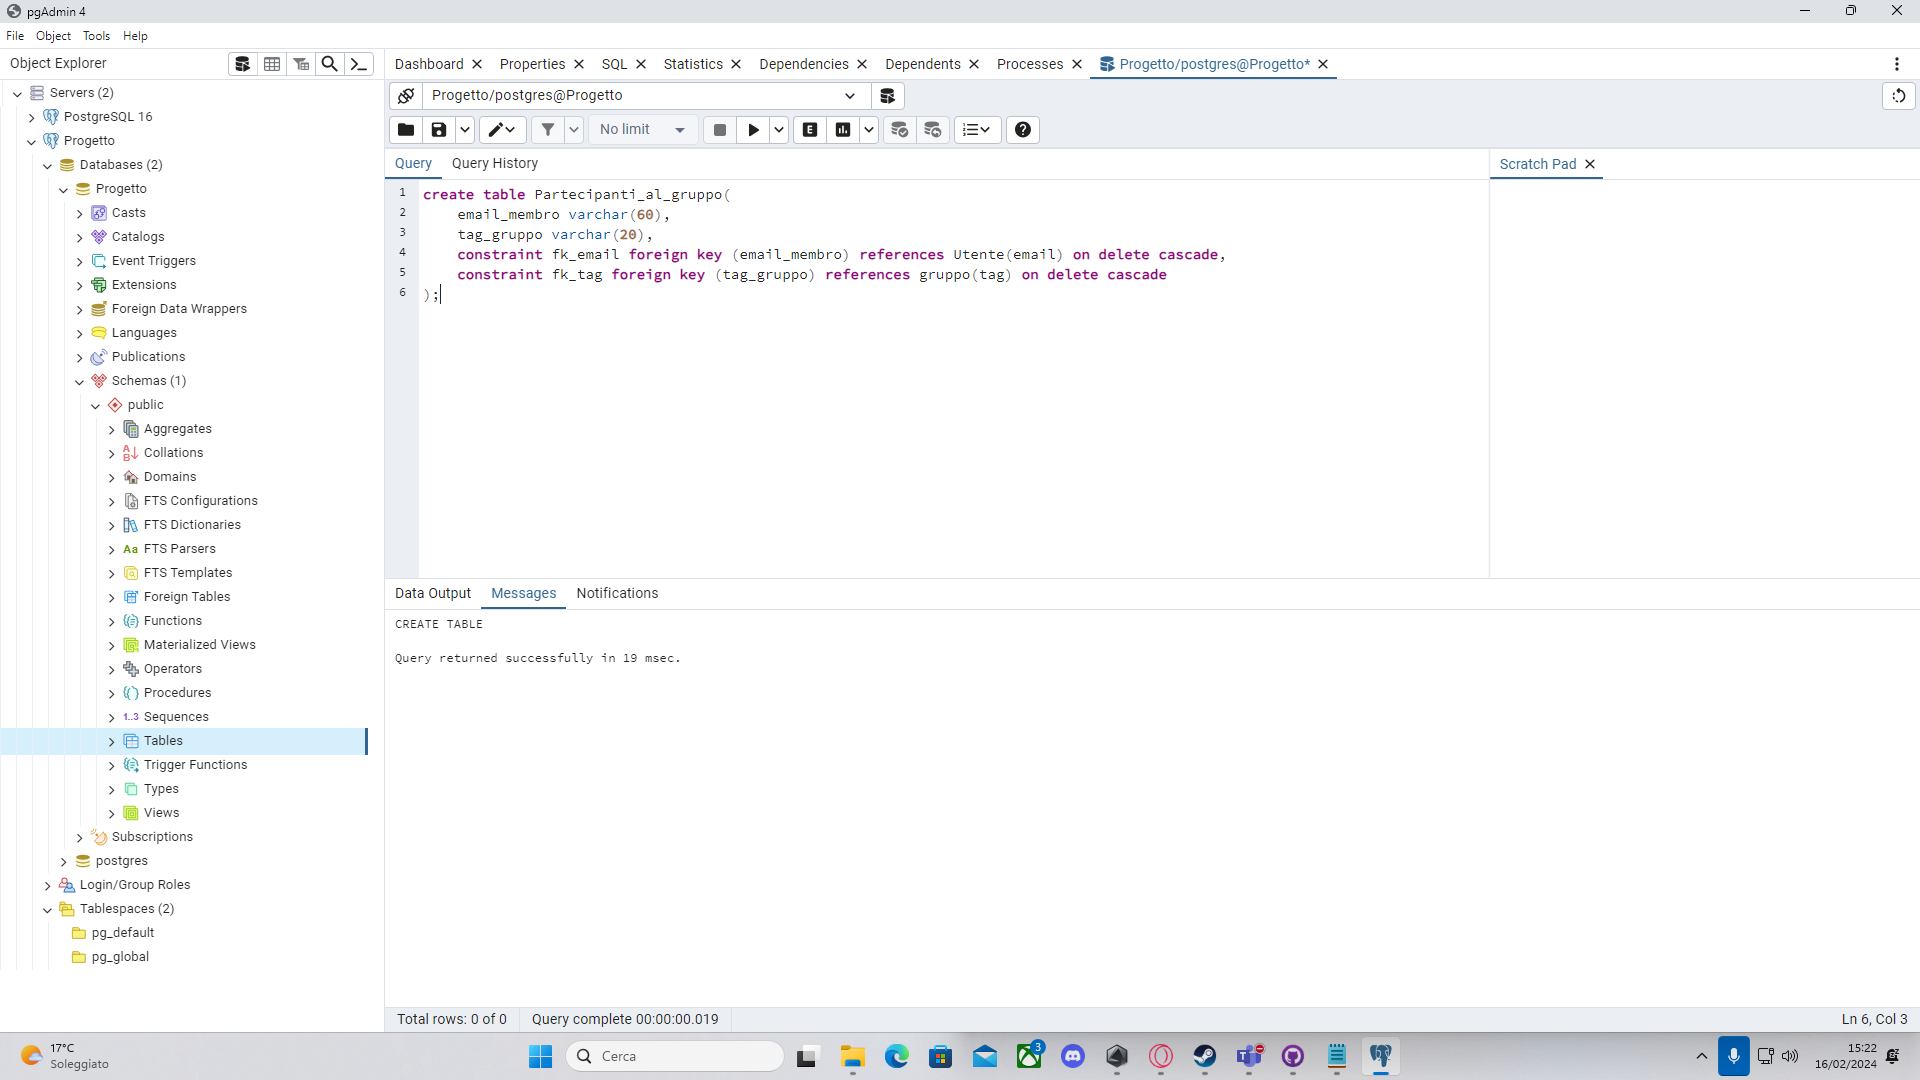 pgAdmin 4
File Object Tools Help
Object Explorer
Dashboard Properties SQL Statistics Dependencies Dependents Processes Progetto/postgres@Progetto*
Servers (2)
PostgreSQL 16
Progetto
Databases (2)
Progetto
Casts
Catalogs
Event Triggers
Extensions
Foreign Data Wrappers
Languages
Publications
Schemas (1)
public
Aggregates
Collations
Domains
FTS Configurations
FTS Dictionaries
Aa FTS Parsers
FTS Templates
Foreign Tables
Functions
Materialized Views
Operators
Procedures
1..3 Sequences
Tables
Trigger Functions
Types
Views
Subscriptions
postgres
Login/Group Roles
Tablespaces (2)
pg_default
pg_global
Progetto/postgres@Progetto
No limit
E
Query Query History
Scratch Pad
1 create table Partecipanti_al_gruppo(
2 email_membro varchar(60),
3 tag_gruppo varchar(20),
4 constraint fk_email foreign key (email_membro) references Utente(email) on delete cascade,
5 constraint fk_tag foreign key (tag_gruppo) references gruppo(tag) on delete cascade
6 );
Data Output Messages Notifications
CREATE TABLE
Query returned successfully in 19 msec.
Total rows: 0 of 0 Query complete 00:00:00.019 Ln 6, Col 3
17°C
Soleggiato
Cerca
3
15:22
16/02/2024